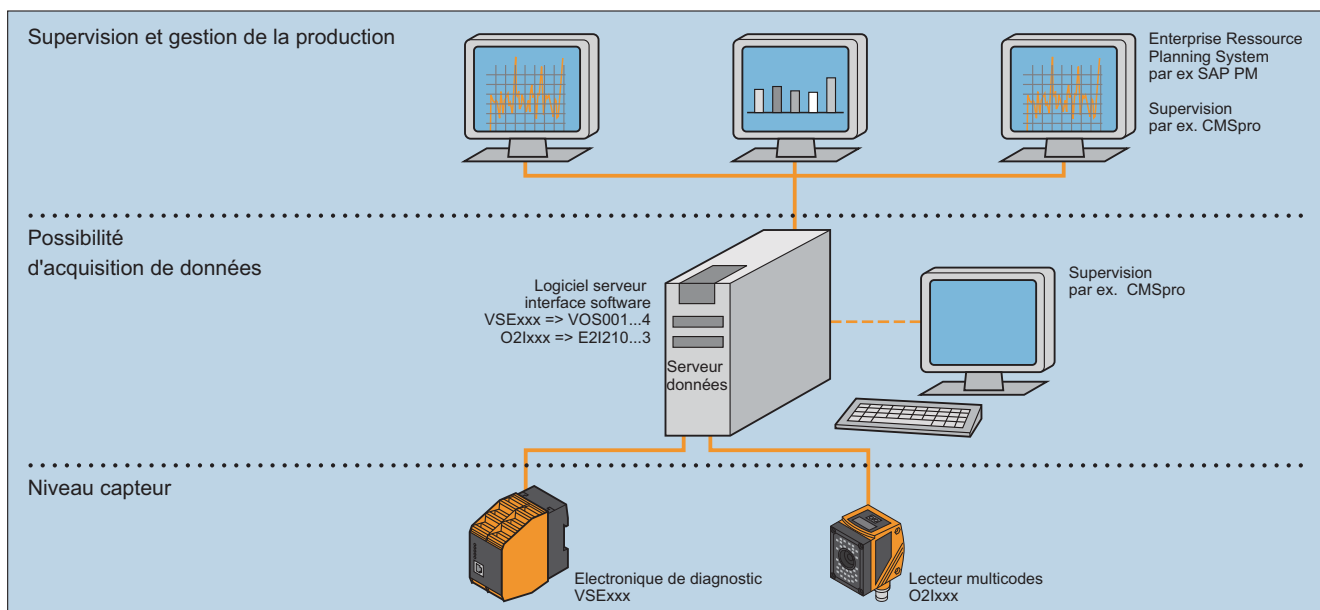 Supervision et gestion de la production
Enterprise Ressource
Planning System
par ex SAP PM
Supervision
par ex. CMSpro
Possibilité
d'acquisition de données
Logiciel serveur
interface software
VSExxx => VOS001...4
O2Ixxx => E2I210...3
Serveur
données
Supervision
par ex. CMSpro
Niveau capteur
Electronique de diagnostic
VSExxx
Lecteur multicodes
O2Ixxx